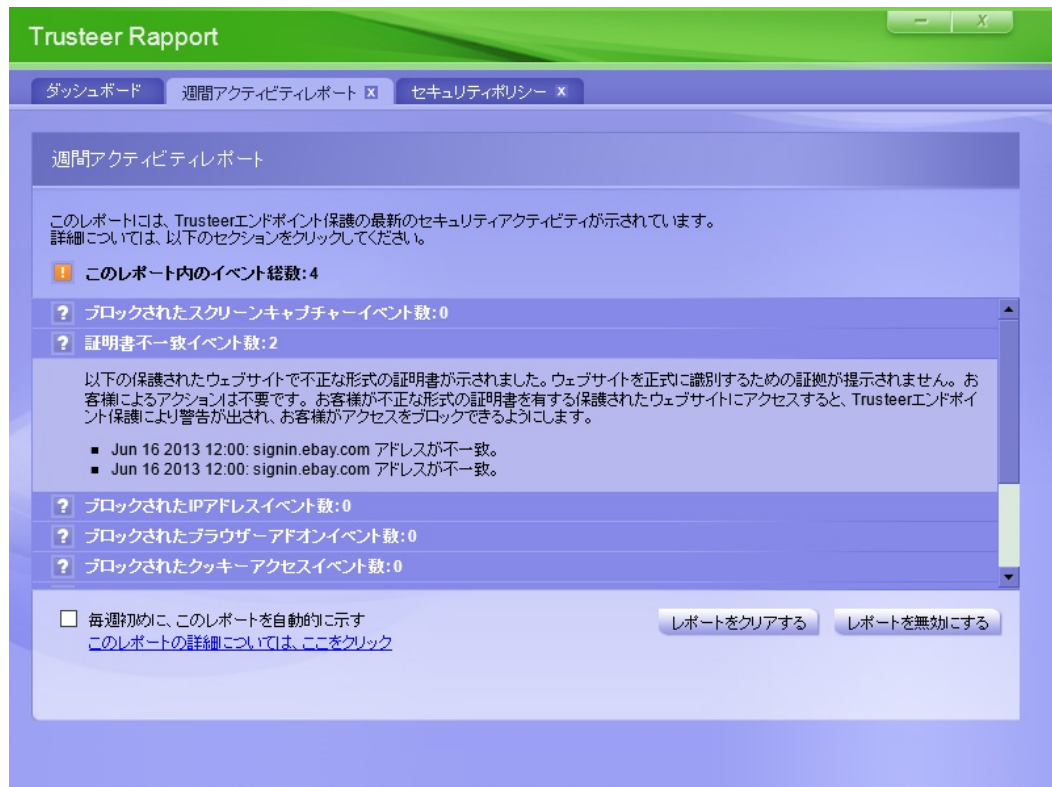 Trusteer Rapport
ダッシュボード 週間アクティビティレポート x セキュリティポリシー x
週間アクティビティレポート
このレポートには、Trusteerエンドポイント保護の最新のセキュリティアクティビティが示されています。
詳細については、以下のセクションをクリックしてください。
! このレポート内のイベント総数:4
? ブロックされたスクリーンキャプチャーイベント数:0
? 証明書不一致イベント数:2
以下の保護されたウェブサイトで不正な形式の証明書が示されました。ウェブサイトを正式に識別するための証拠が提示されません。お
客様によるアクションは不要です。お客様が不正な形式の証明書を有する保護されたウェブサイトにアクセスすると、Trusteerエンドポイ
ント保護により警告が出され、お客様がアクセスをブロックできるようにします。
■ Jun 16 2013 12:00: signin.ebay.com アドレスが不一致。
■ Jun 16 2013 12:00: signin.ebay.com アドレスが不一致。
? ブロックされたIPアドレスイベント数:0
? ブロックされたブラウザーアドオンイベント数:0
? ブロックされたクッキーアクセスイベント数:0
毎週初めに、このレポートを自動的に示す
このレポートの詳細については、ここをクリック
レポートをクリアする レポートを無効にする